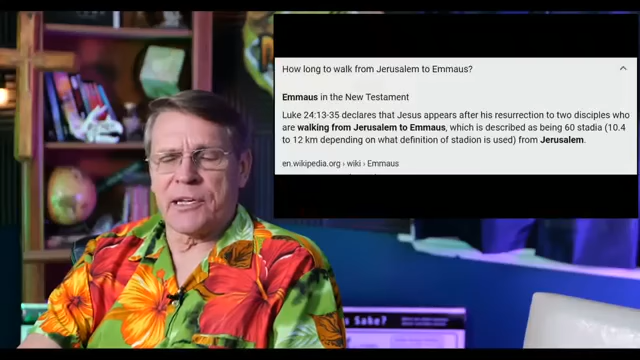 How long to walk from Jerusalem to Emmaus?
Emmaus in the New Testament
Luke 24:13-35 declares that Jesus appears after his resurrection to two disciples who
are walking from Jerusalem to Emmaus, which is described as being 60 stadia (10.4
to 12 km depending on what definition of stadion is used) from Jerusalem.
en.wikipedia.org › wiki › Emmaus
Sake?